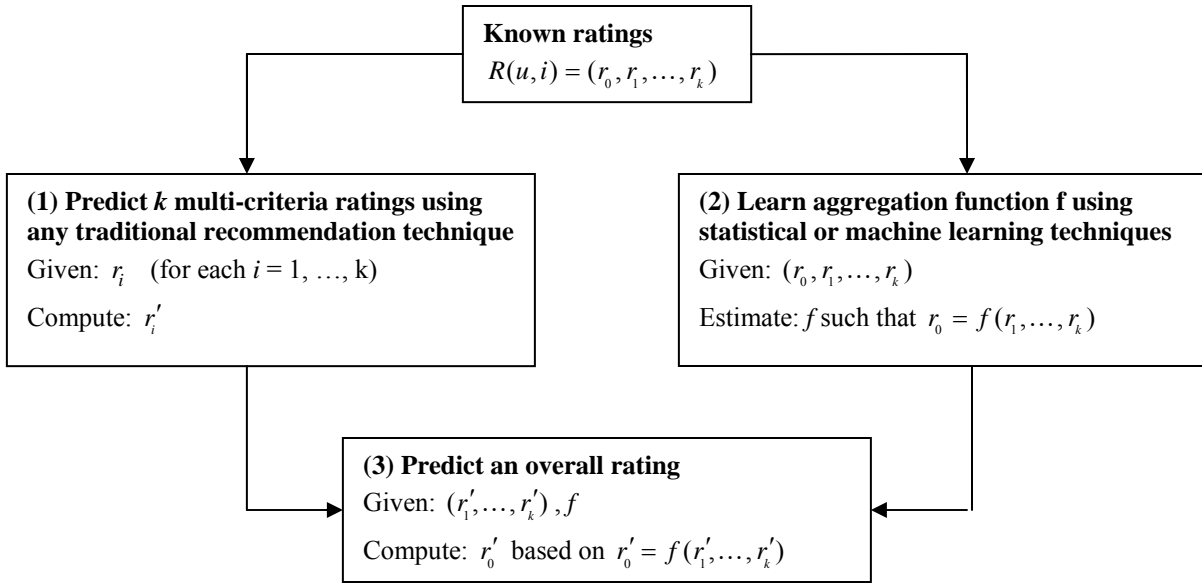 Known ratings
R(u,i) = (r₀, r₁, …, rₖ)
(1) Predict k multi-criteria ratings using
any traditional recommendation technique
Given: rᵢ (for each i = 1, …, k)
Compute: rᵢ′
(2) Learn aggregation function f using
statistical or machine learning techniques
Given: (r₀, r₁, …, rₖ)
Estimate: f such that r₀ = f(r₁, …, rₖ)
(3) Predict an overall rating
Given: (r₁′, …, rₖ′) , f
Compute: r₀′ based on r₀′ = f(r₁′, …, rₖ′)